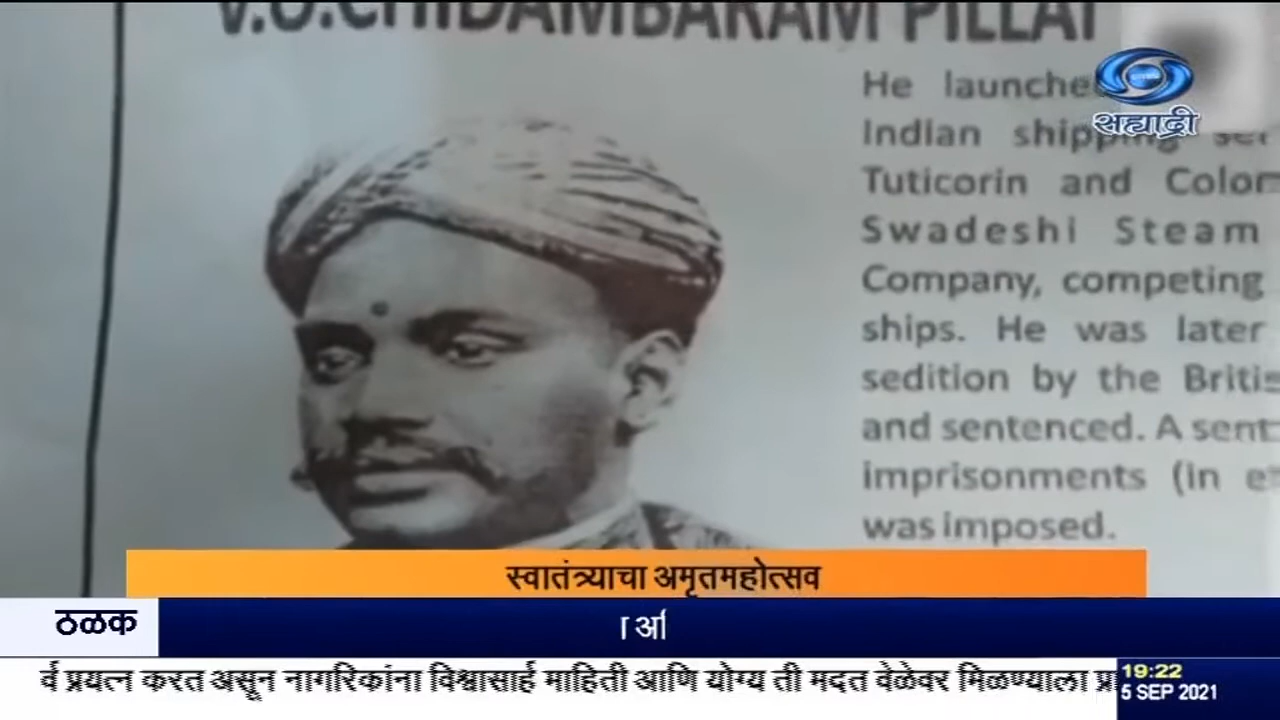 V.O.CHIDAMBARAM PILLAI
He launche
Indian shipping ser
Tuticorin and Colom
Swadeshi Steam
Company, competing
ships. He was later
sedition by the Britis
and sentenced. A sent
imprisonments (in e
was imposed.
सह्याद्री
स्वातंत्र्याचा अमृतमहोत्सव
ठळक
र्व प्रयत्न करत असून नागरिकांना विश्वासार्ह माहिती आणि योग्य ती मदत वेळेवर मिळण्याला प्र
19:22
5 SEP 2021